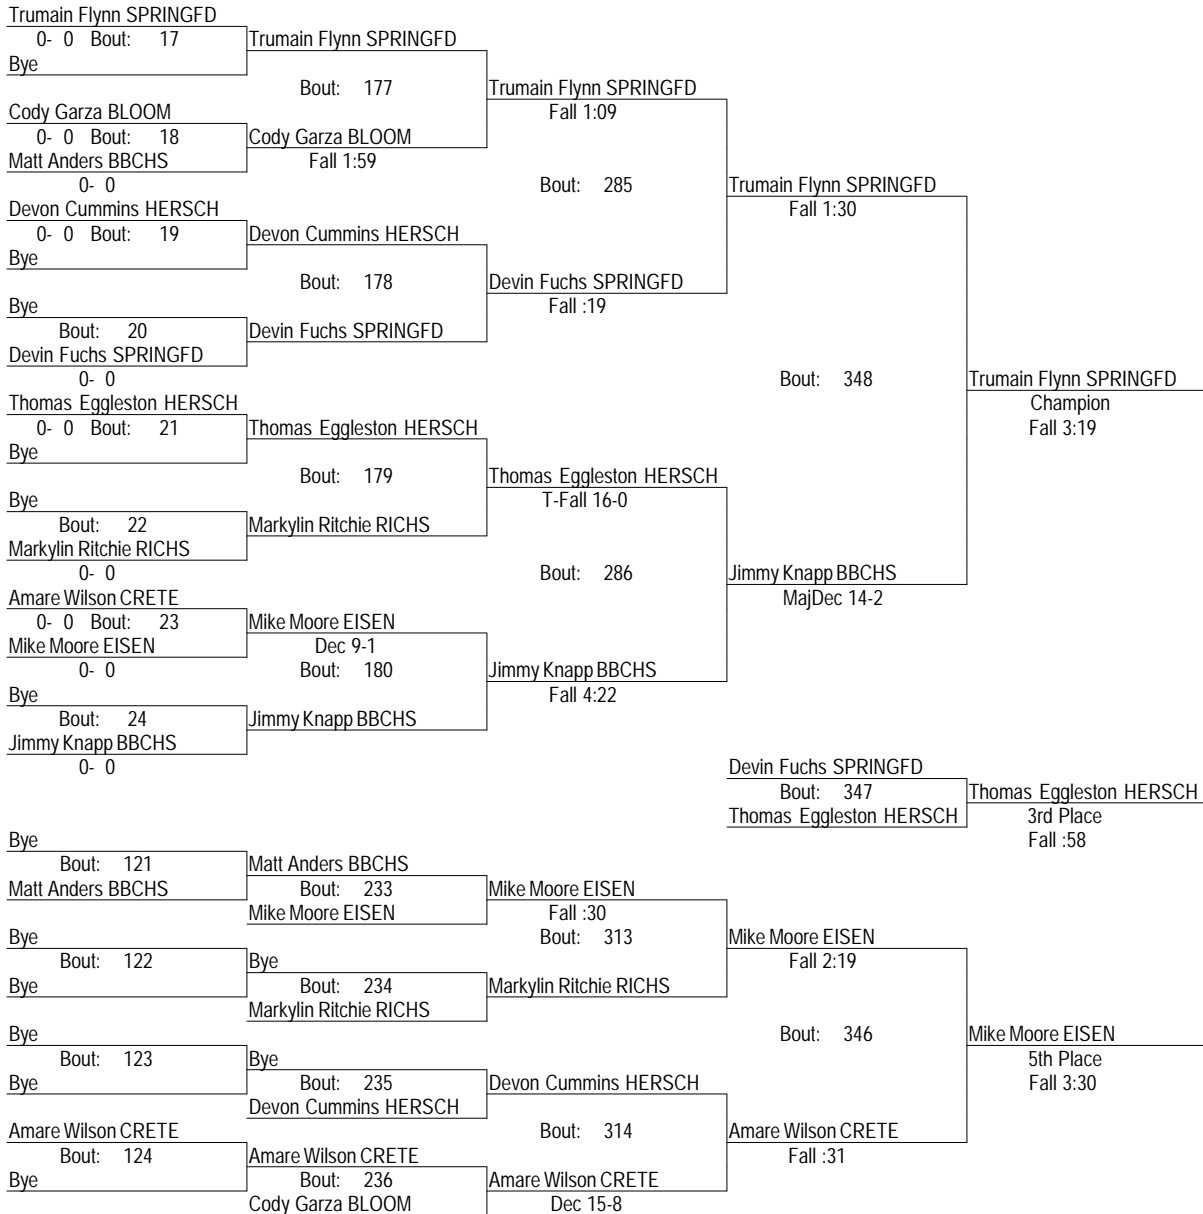 Trumain Flynn SPRINGFD
0- 0 Bout: 17 Trumain Flynn SPRINGFD
Bye
Bout: 177 Trumain Flynn SPRINGFD
Cody Garza BLOOM Fall 1:09
0- 0 Bout: 18 Cody Garza BLOOM
Matt Anders BBCHS Fall 1:59
0- 0 Bout: 285 Trumain Flynn SPRINGFD
Devon Cummins HERSCH Fall 1:30
0- 0 Bout: 19 Devon Cummins HERSCH
Bye
Bout: 178 Devin Fuchs SPRINGFD
Bye Fall :19
Bout: 20 Devin Fuchs SPRINGFD
Devin Fuchs SPRINGFD
0- 0 Bout: 348 Trumain Flynn SPRINGFD
Thomas Eggleston HERSCH Champion
0- 0 Bout: 21 Thomas Eggleston HERSCH Fall 3:19
Bye
Bout: 179 Thomas Eggleston HERSCH
Bye T-Fall 16-0
Bout: 22 Markylin Ritchie RICHS
Markylin Ritchie RICHS
0- 0 Bout: 286 Jimmy Knapp BBCHS
Amare Wilson CRETE MajDec 14-2
0- 0 Bout: 23 Mike Moore EISEN
Mike Moore EISEN Dec 9-1
0- 0 Bout: 180 Jimmy Knapp BBCHS
Bye Fall 4:22
Bout: 24 Jimmy Knapp BBCHS
Jimmy Knapp BBCHS
0- 0 Devin Fuchs SPRINGFD
Bout: 347 Thomas Eggleston HERSCH
Thomas Eggleston HERSCH 3rd Place
Bye Fall :58
Bout: 121 Matt Anders BBCHS
Matt Anders BBCHS Bout: 233 Mike Moore EISEN
Mike Moore EISEN Fall :30
Bye Bout: 313 Mike Moore EISEN
Bout: 122 Bye Fall 2:19
Bye Bout: 234 Markylin Ritchie RICHS
Markylin Ritchie RICHS
Bye Bout: 346 Mike Moore EISEN
Bout: 123 Bye 5th Place
Bye Bout: 235 Devon Cummins HERSCH Fall 3:30
Devon Cummins HERSCH
Amare Wilson CRETE Bout: 314 Amare Wilson CRETE
Bout: 124 Amare Wilson CRETE Fall :31
Bye Bout: 236 Amare Wilson CRETE
Cody Garza BLOOM Dec 15-8